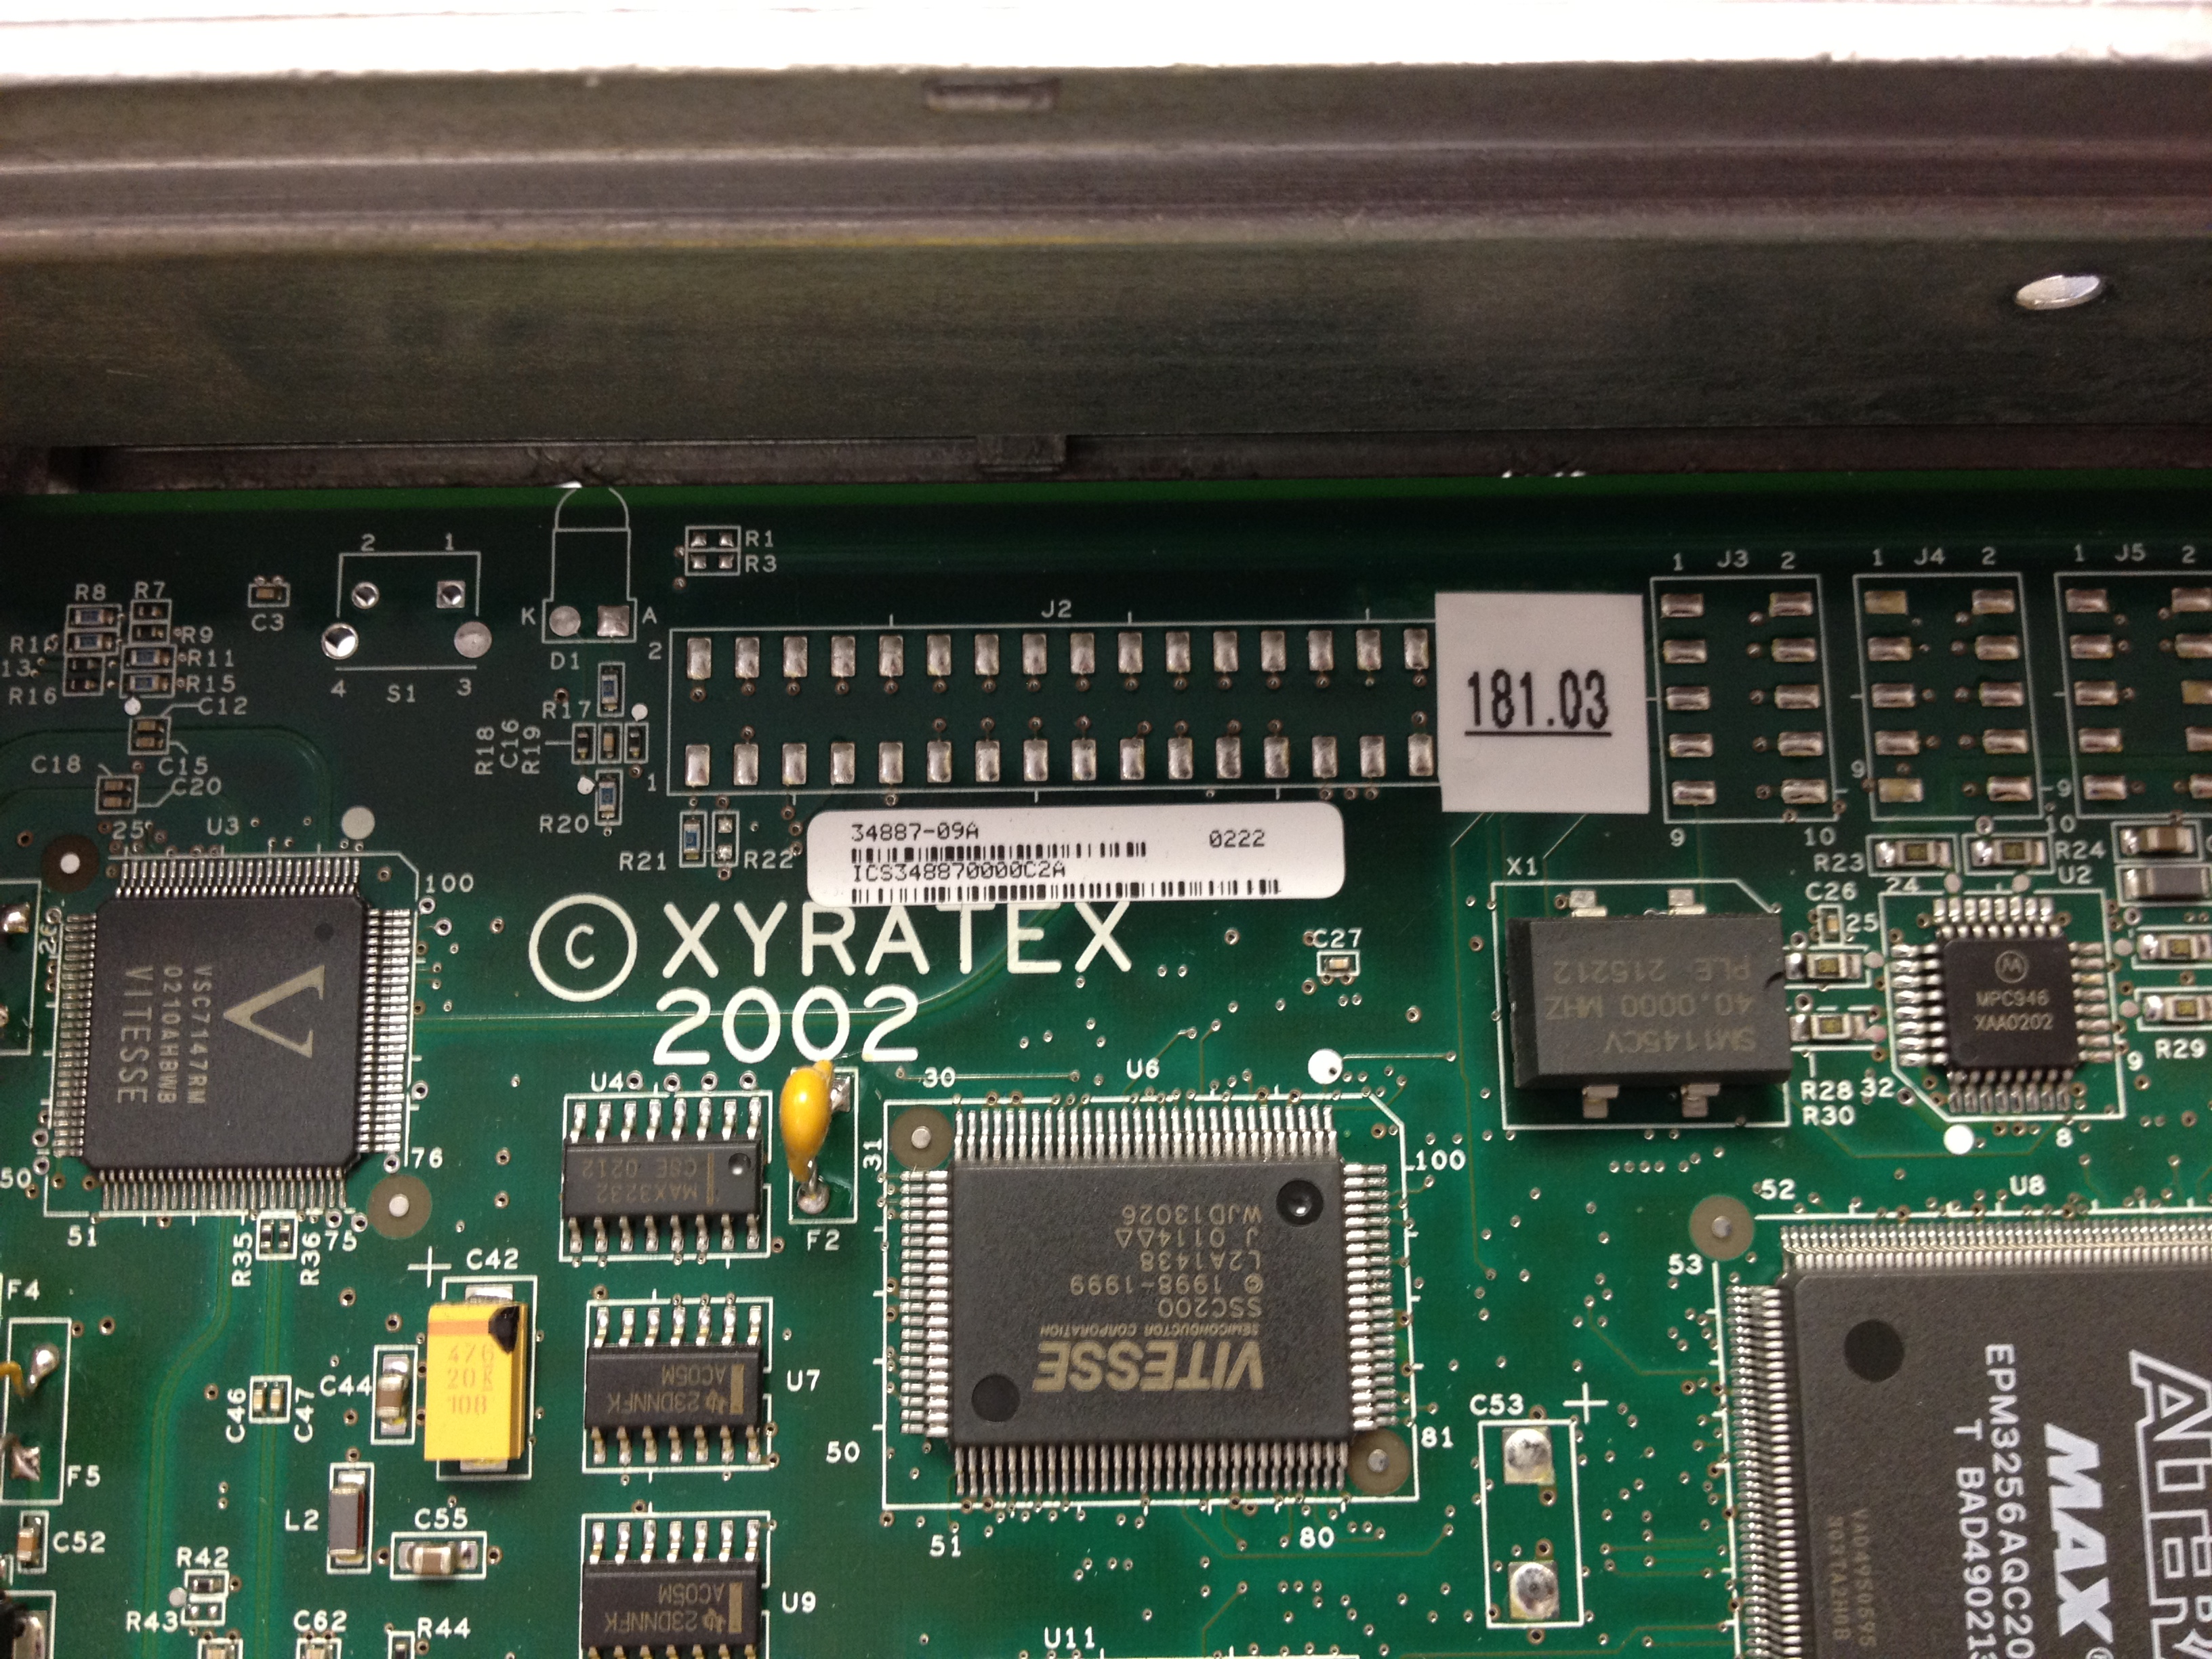 R1
R3
2 1
R8 R7
C3
R9
R11
R15
R16
13
4 S1 3
K A
D1
J2
2
1
R17
R18
C16
R19
R20
R21
R22
C12
C18
C15
C20
181.03
1 J3 2
9 10
1 J4 2
9 10
1 J5 2
9
34887-09A 0222
ICS348870000C2A
© XYRATEX
2002
25 U3
100
26
50
51
76
75
VSC7147RM
0210AHBWB
VITESSE
C27
X1
SM1145CV
40.0000 MHZ
PLE 215212
R23
R24
U2
C26
24
25
MPC946
XAA0202
R28
R30
32
8
9
R29
U4
MAX3232
CSE 0212
F2
30 U6
31
100
VITESSE
SEMICONDUCTOR CORPORATION
SSC200
© 1998-1999
L2A1438
J 0114ΔΔ
WJD13026
50
81
51
80
52 U8
53
ALTERA
MAX®
EPM3256AQC20
T BAD490213
R35
R36
F4
F5
C42
476
20K
10B
C44
C46
C47
L2
C52
C55
U7
23DNNFK
AC05M
U9
23DNNFK
AC05M
C53
R42
R43
C62
R44
U11